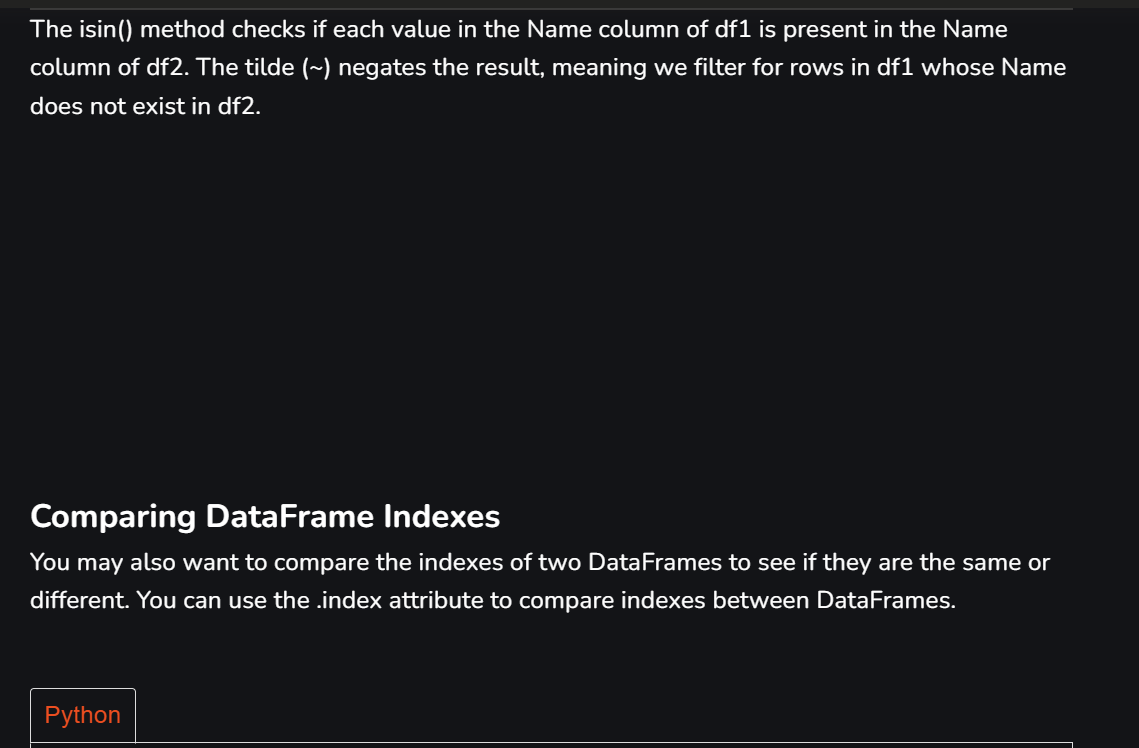 The isin() method checks if each value in the Name column of df1 is present in the Name
column of df2. The tilde (~) negates the result, meaning we filter for rows in df1 whose Name
does not exist in df2.
Comparing DataFrame Indexes
You may also want to compare the indexes of two DataFrames to see if they are the same or
different. You can use the .index attribute to compare indexes between DataFrames.
Python